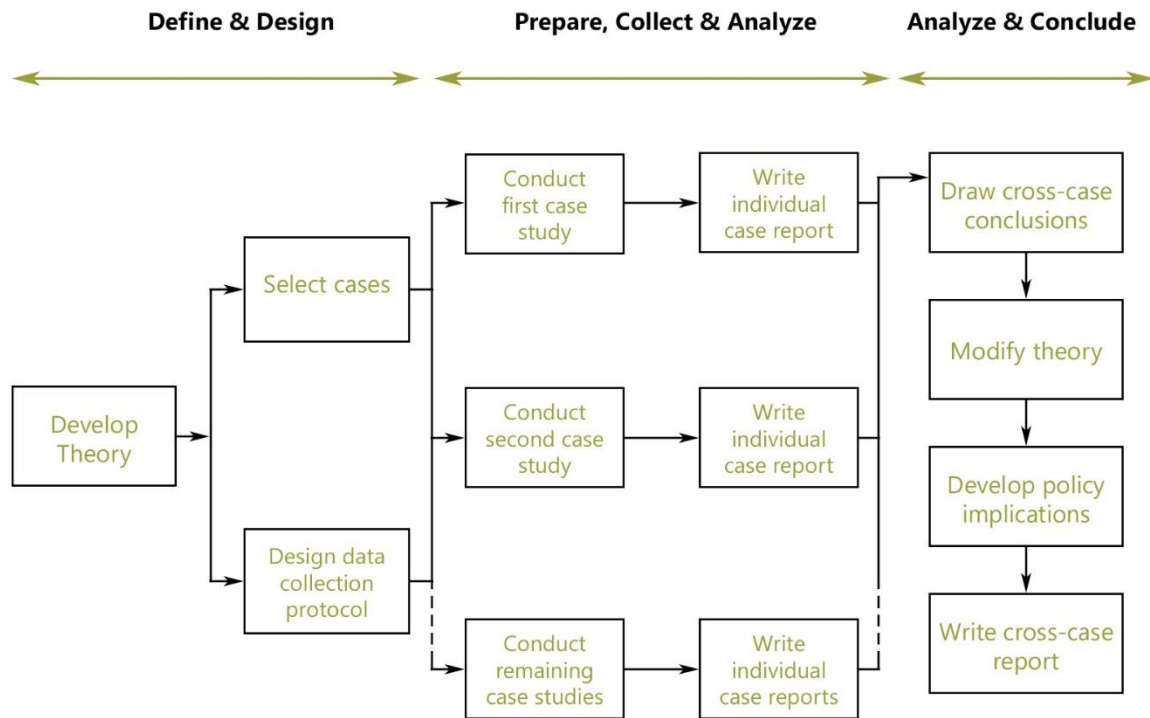 Define & Design
Prepare, Collect & Analyze
Analyze & Conclude
Develop
Theory
Select cases
Design data
collection
protocol
Conduct
first case
study
Write
individual
case report
Conduct
second case
study
Write
individual
case report
Conduct
remaining
case studies
Write
individual
case reports
Draw cross-case
conclusions
Modify theory
Develop policy
implications
Write cross-case
report